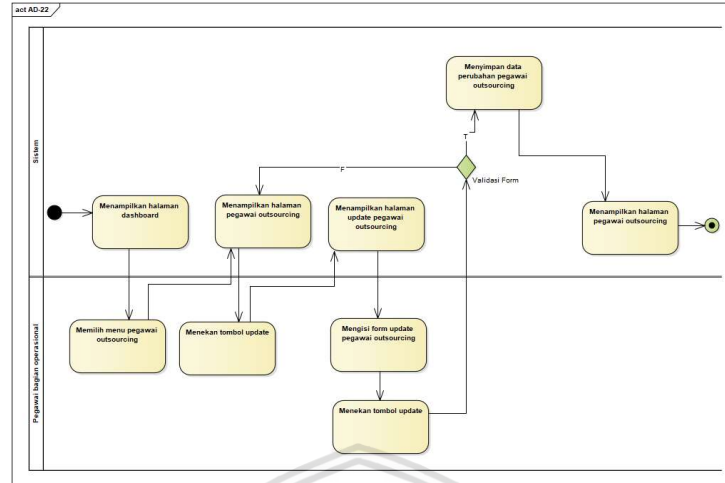 act AD-22
Sistem
Menyimpan data
perubahan pegawai
outsourcing
T
F
Validasi Form
Menampilkan halaman
dashboard
Menampilkan halaman
pegawai outsourcing
Menampilkan halaman
update pegawai
outsourcing
Menampilkan halaman
pegawai outsourcing
Pegawai bagian operasional
Memilih menu pegawai
outsourcing
Menekan tombol update
Mengisi form update
pegawai outsourcing
Menekan tombol update